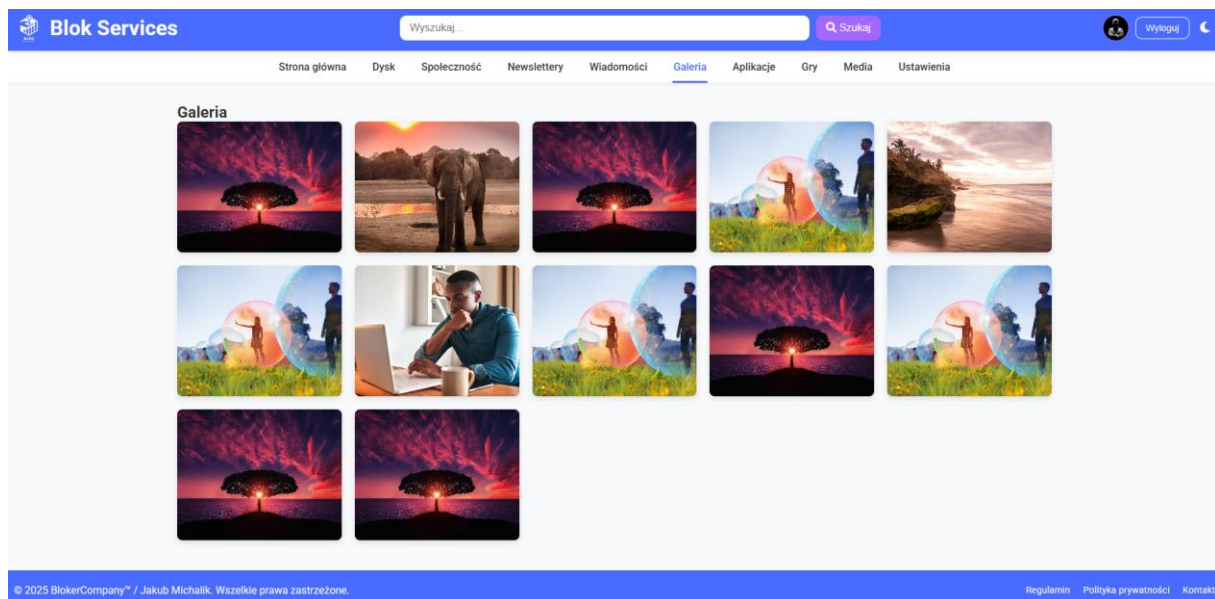 Blok Services
Wyszukaj...
Szukaj
Wyloguj
Strona główna Dysk Społeczność Newslettery Wiadomości Galeria Aplikacje Gry Media Ustawienia
Galeria
© 2025 BlokerCompany™ / Jakub Michalik. Wszelkie prawa zastrzeżone.
Regulamin Polityka prywatności Kontakt